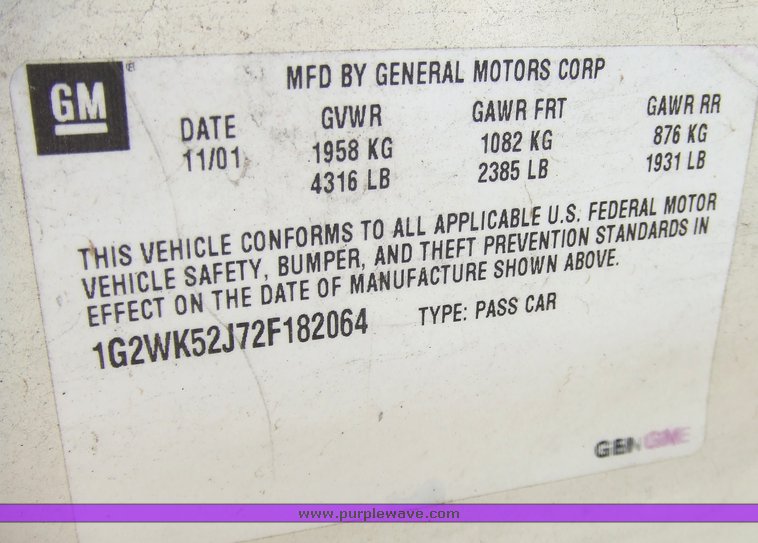 GM ®
MFD BY GENERAL MOTORS CORP
DATE GVWR GAWR FRT GAWR RR
11/01 1958 KG 1082 KG 876 KG
4316 LB 2385 LB 1931 LB
THIS VEHICLE CONFORMS TO ALL APPLICABLE U.S. FEDERAL MOTOR
VEHICLE SAFETY, BUMPER, AND THEFT PREVENTION STANDARDS IN
EFFECT ON THE DATE OF MANUFACTURE SHOWN ABOVE.
1G2WK52J72F182064 TYPE: PASS CAR
www.purplewave.com